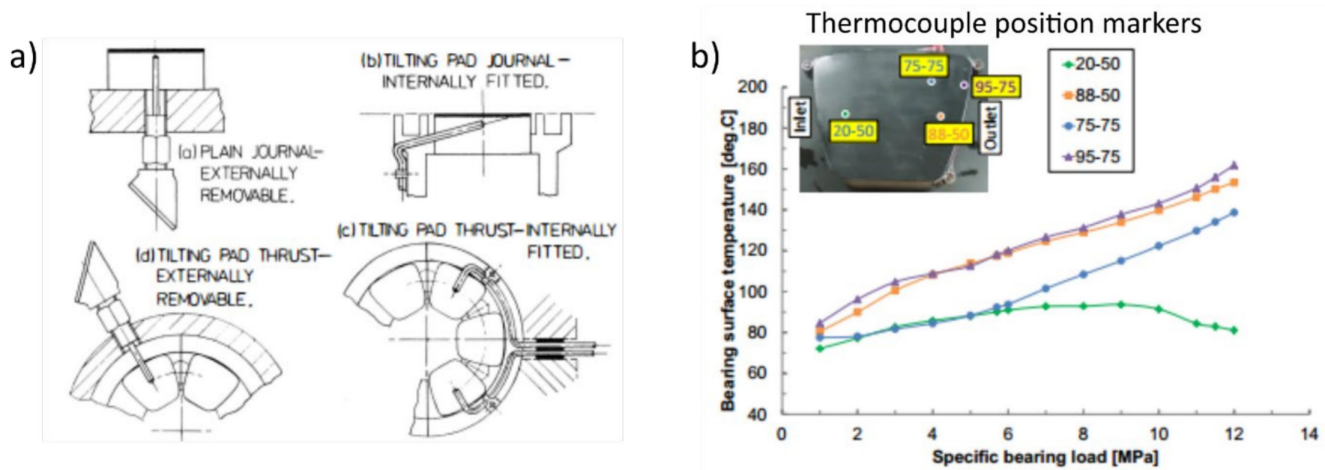 a)
(a) PLAIN JOURNAL-
EXTERNALLY
REMOVABLE.
(b) TILTING PAD JOURNAL-
INTERNALLY FITTED.
(d) TILTING PAD THRUST-
EXTERNALLY
REMOVABLE.
(c) TILTING PAD THRUST-INTERNALLY
FITTED.
Thermocouple position markers
b)
75-75
95-75
20-50
88-50
Inlet
Outlet
20-50
88-50
75-75
95-75
Bearing surface temperature [deg.C]
200
180
160
140
120
100
80
60
40
0
2
4
6
8
10
12
14
Specific bearing load [MPa]